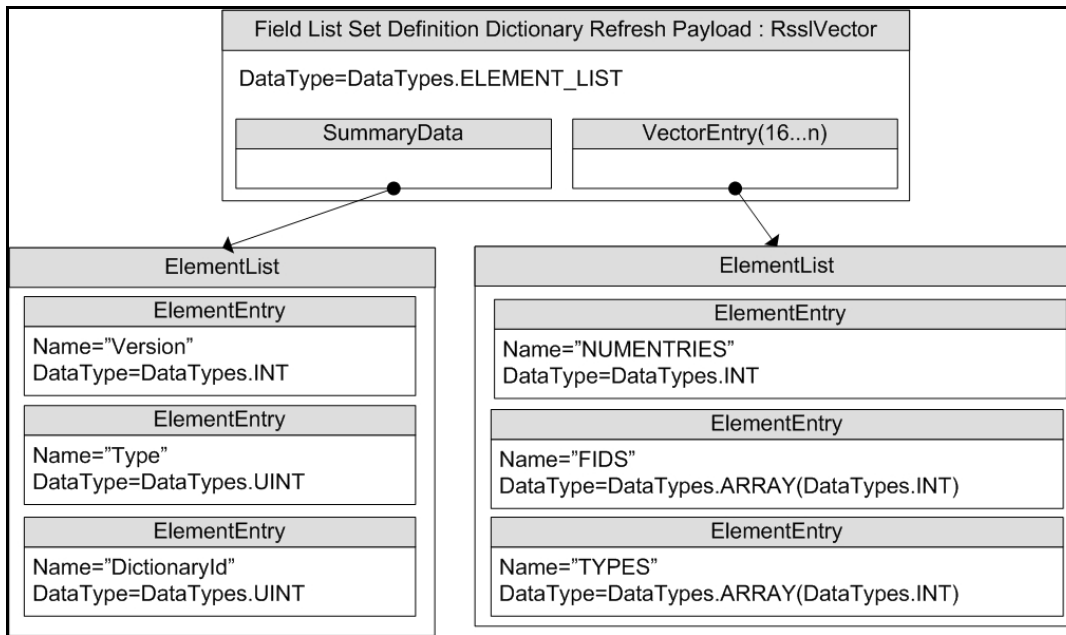 Field List Set Definition Dictionary Refresh Payload : RsslVector
DataType=DataTypes.ELEMENT_LIST
SummaryData
VectorEntry(16...n)
ElementList
ElementEntry
Name=”Version”
DataType=DataTypes.INT
ElementEntry
Name=”Type”
DataType=DataTypes.UINT
ElementEntry
Name=”DictionaryId”
DataType=DataTypes.UINT
ElementList
ElementEntry
Name=”NUMENTRIES”
DataType=DataTypes.INT
ElementEntry
Name=”FIDS”
DataType=DataTypes.ARRAY(DataTypes.INT)
ElementEntry
Name=”TYPES”
DataType=DataTypes.ARRAY(DataTypes.INT)